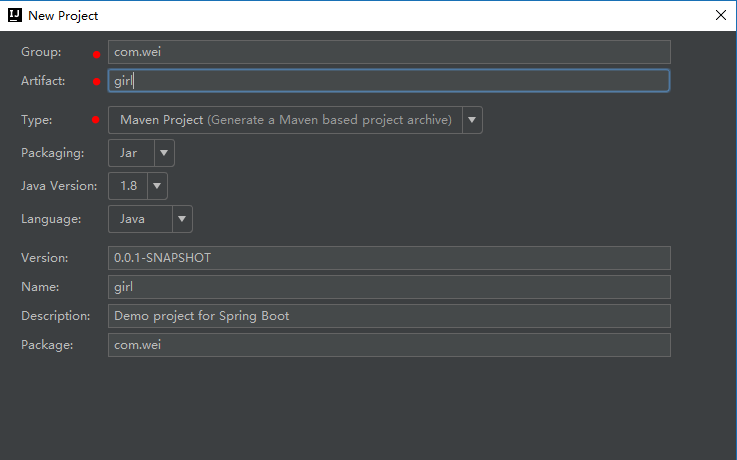 New Project
Group: com.wei
Artifact: girl
Type: Maven Project (Generate a Maven based project archive)
Packaging: Jar
Java Version: 1.8
Language: Java
Version: 0.0.1-SNAPSHOT
Name: girl
Description: Demo project for Spring Boot
Package: com.wei